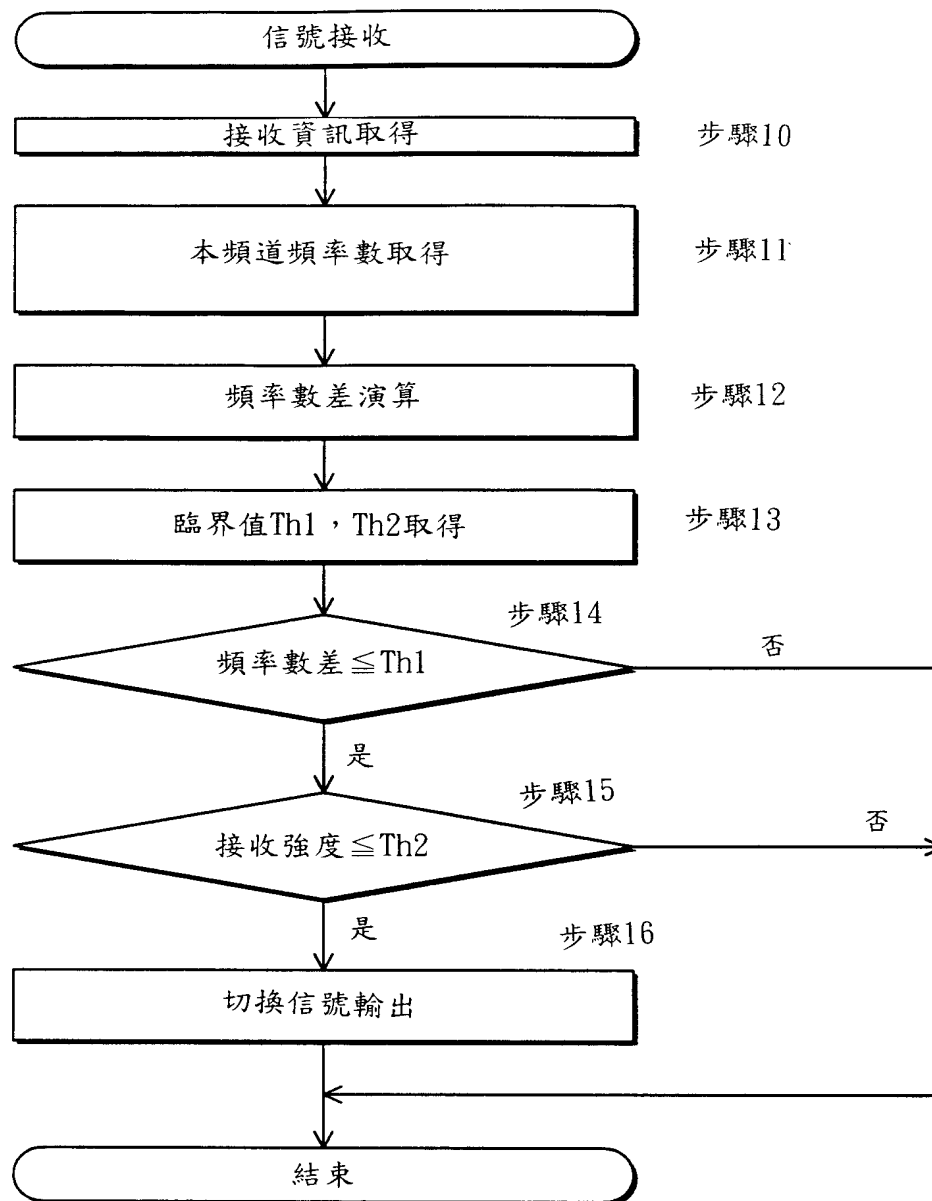 信號接收
接收資訊取得
步驟10
本頻道頻率數取得
步驟11
頻率數差演算
步驟12
臨界值Th1，Th2取得
步驟13
步驟14
頻率數差≦Th1
否
是
步驟15
接收強度≦Th2
否
是
步驟16
切換信號輸出
結束